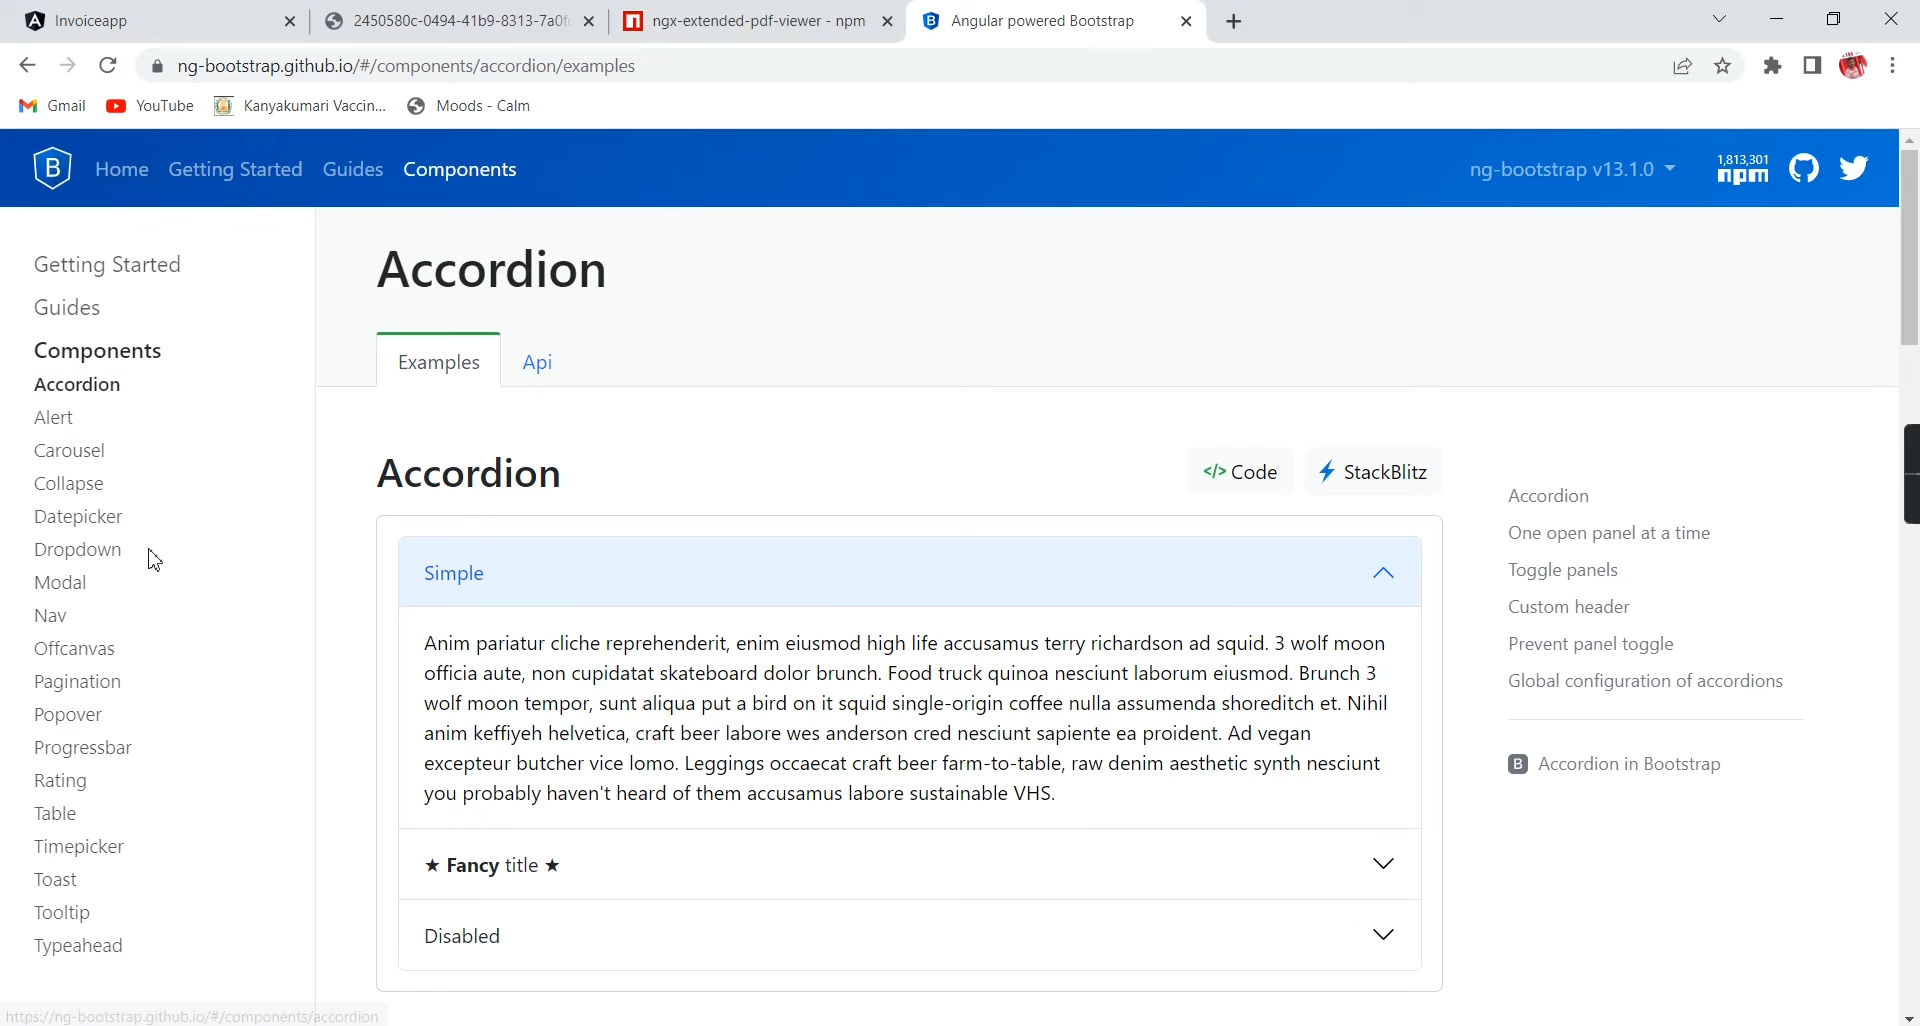 Invoiceapp
2450580c-0494-41b9-8313-7a0f
ngx-extended-pdf-viewer - npm
Angular powered Bootstrap
ng-bootstrap.github.io/#/components/accordion/examples
Gmail
YouTube
Kanyakumari Vaccin...
Moods - Calm
B
Home
Getting Started
Guides
Components
ng-bootstrap v13.1.0
1,813,301
npm
Getting Started
Guides
Components
Accordion
Alert
Carousel
Collapse
Datepicker
Dropdown
Modal
Nav
Offcanvas
Pagination
Popover
Progressbar
Rating
Table
Timepicker
Toast
Tooltip
Typeahead
Accordion
Examples
Api
Accordion
</> Code
StackBlitz
Simple
Anim pariatur cliche reprehenderit, enim eiusmod high life accusamus terry richardson ad squid. 3 wolf moon
officia aute, non cupidatat skateboard dolor brunch. Food truck quinoa nesciunt laborum eiusmod. Brunch 3
wolf moon tempor, sunt aliqua put a bird on it squid single-origin coffee nulla assumenda shoreditch et. Nihil
anim keffiyeh helvetica, craft beer labore wes anderson cred nesciunt sapiente ea proident. Ad vegan
excepteur butcher vice lomo. Leggings occaecat craft beer farm-to-table, raw denim aesthetic synth nesciunt
you probably haven't heard of them accusamus labore sustainable VHS.
★ Fancy title ★
Disabled
Accordion
One open panel at a time
Toggle panels
Custom header
Prevent panel toggle
Global configuration of accordions
B Accordion in Bootstrap
https://ng-bootstrap.github.io/#/components/accordion